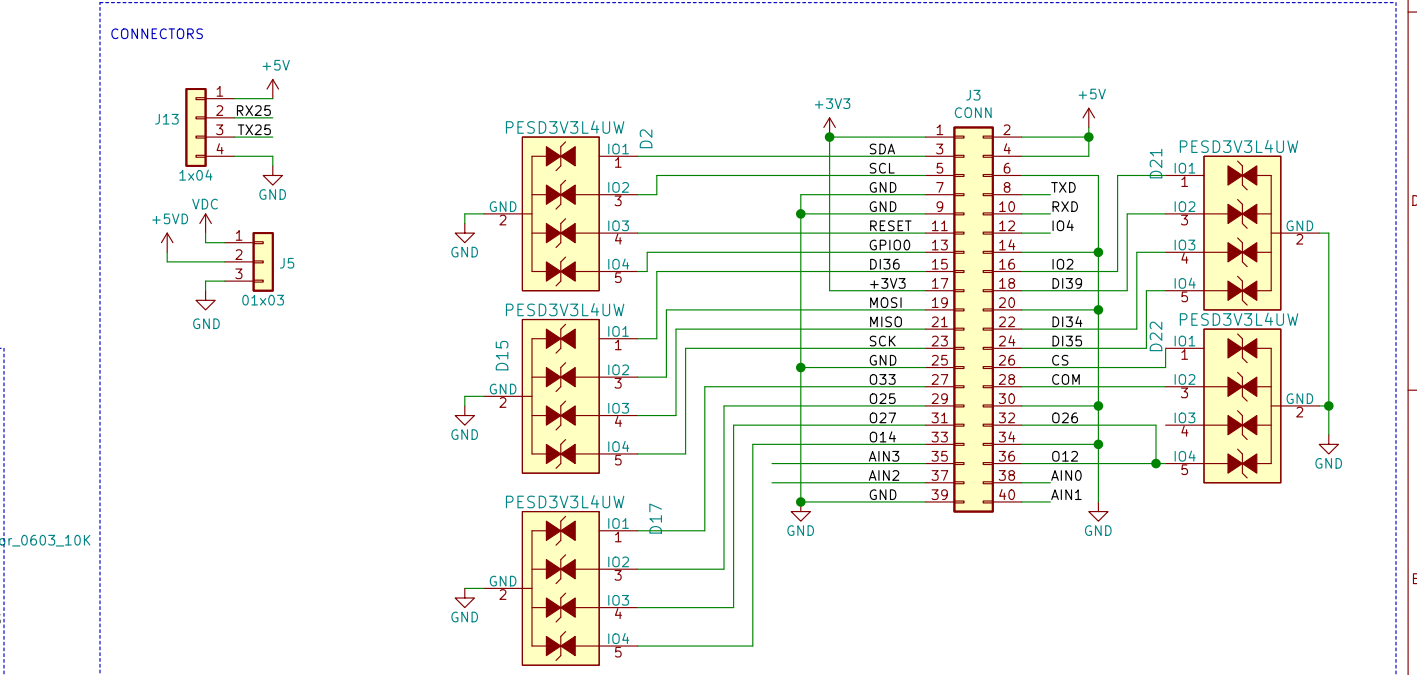 CONNECTORS
+5V
J13
1 RX25
2 TX25
3
4
1x04
GND
VDC
+5VD
1
2
3
J5
01x03
GND
PESD3V3L4UW
D2
IO1
1
IO2
3
IO3
4
IO4
5
GND
2
GND
PESD3V3L4UW
D15
IO1
1
IO2
3
IO3
4
IO4
5
GND
2
GND
PESD3V3L4UW
D17
IO1
1
IO2
3
IO3
4
IO4
5
GND
2
GND
J3
CONN
+3V3
+5V
1 2
SDA 3 4
SCL 5 6
GND 7 8 TXD
GND 9 10 RXD
RESET 11 12 IO4
GPIO0 13 14
DI36 15 16 IO2
+3V3 17 18 DI39
MOSI 19 20
MISO 21 22 DI34
SCK 23 24 DI35
GND 25 26 CS
O33 27 28 COM
O25 29 30
O27 31 32 O26
O14 33 34
AIN3 35 36 O12
AIN2 37 38 AIN0
GND 39 40 AIN1
GND
GND
PESD3V3L4UW
D21
IO1
1
IO2
3
IO3
4
IO4
5
GND
2
PESD3V3L4UW
D22
IO1
1
IO2
3
IO3
4
IO4
5
GND
2
GND
r_0603_10K